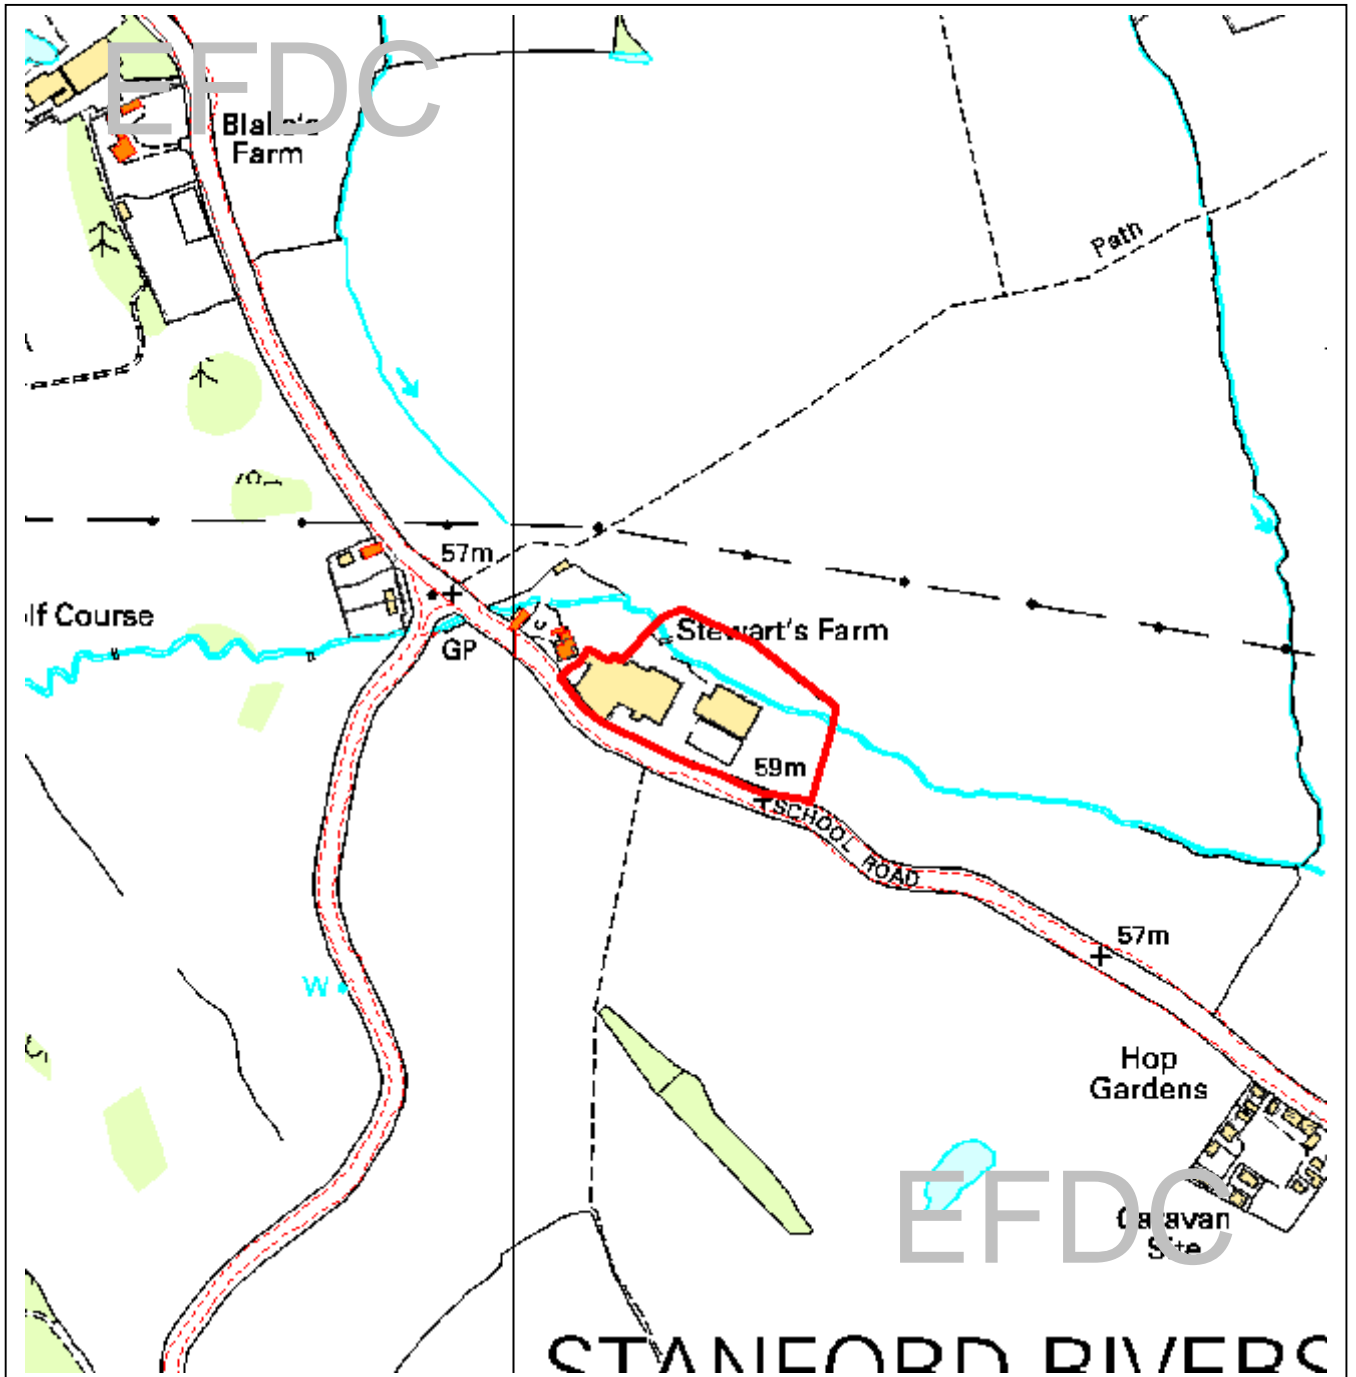 EFDC
Blake's
Farm
Path
57m
lf Course
GP
Stewart's Farm
59m
SCHOOL ROAD
57m
W
Hop
Gardens
EFDC
Caravan
Site
STANFORD RIVERS